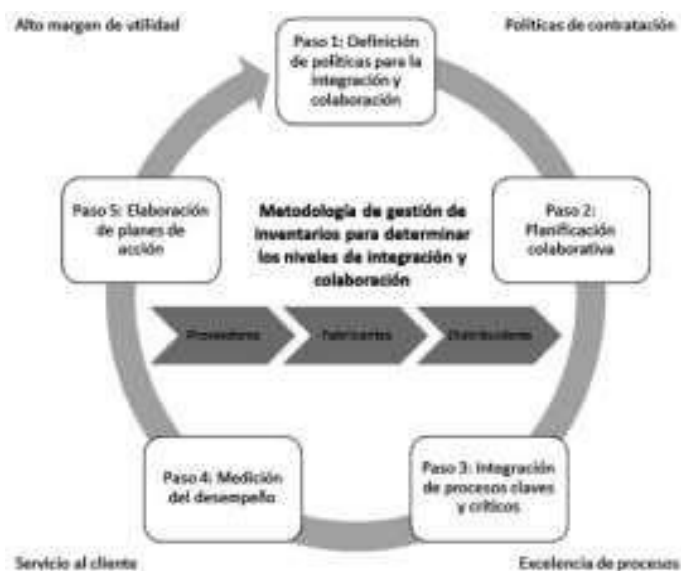 Alto margen de utilidad
Políticas de contratación
Paso 1: Definición
de políticas para la
integración y
colaboración
Paso 5: Elaboración
de planes de
acción
Metodología de gestión de
inventarios para determinar
los niveles de integración y
colaboración
Paso 2:
Planificación
colaborativa
Proveedores
Fabricantes
Distribuidores
Paso 4: Medición
del desempeño
Paso 3: Integración
de procesos claves
y críticos
Servicio al cliente
Excelencia de procesos